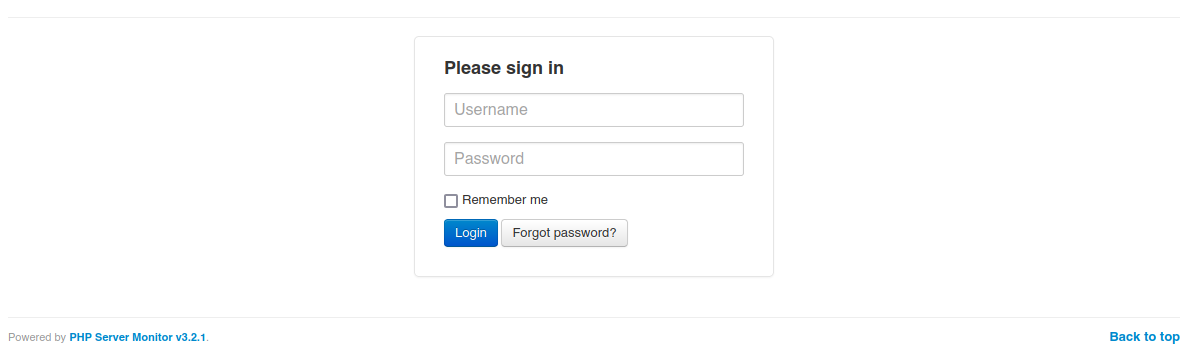 Please sign in
Username
Password
Remember me
Login Forgot password?
Powered by PHP Server Monitor v3.2.1. Back to top